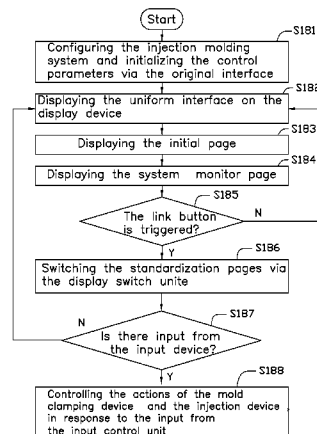 Start
S181
Configuring the injection molding
system and initializing the control
parameters via the original interface
S182
Displaying the uniform interface on the
display device
S183
Displaying the initial page
S184
Displaying the system monitor page
S185
The link button
is triggered?
N
Y
S186
Switching the standardization pages via
the display switch unite
S187
N
Is there input from
the input device?
Y
S188
Controlling the actions of the mold
clamping device and the injection device
in response to the input from
the input control unit